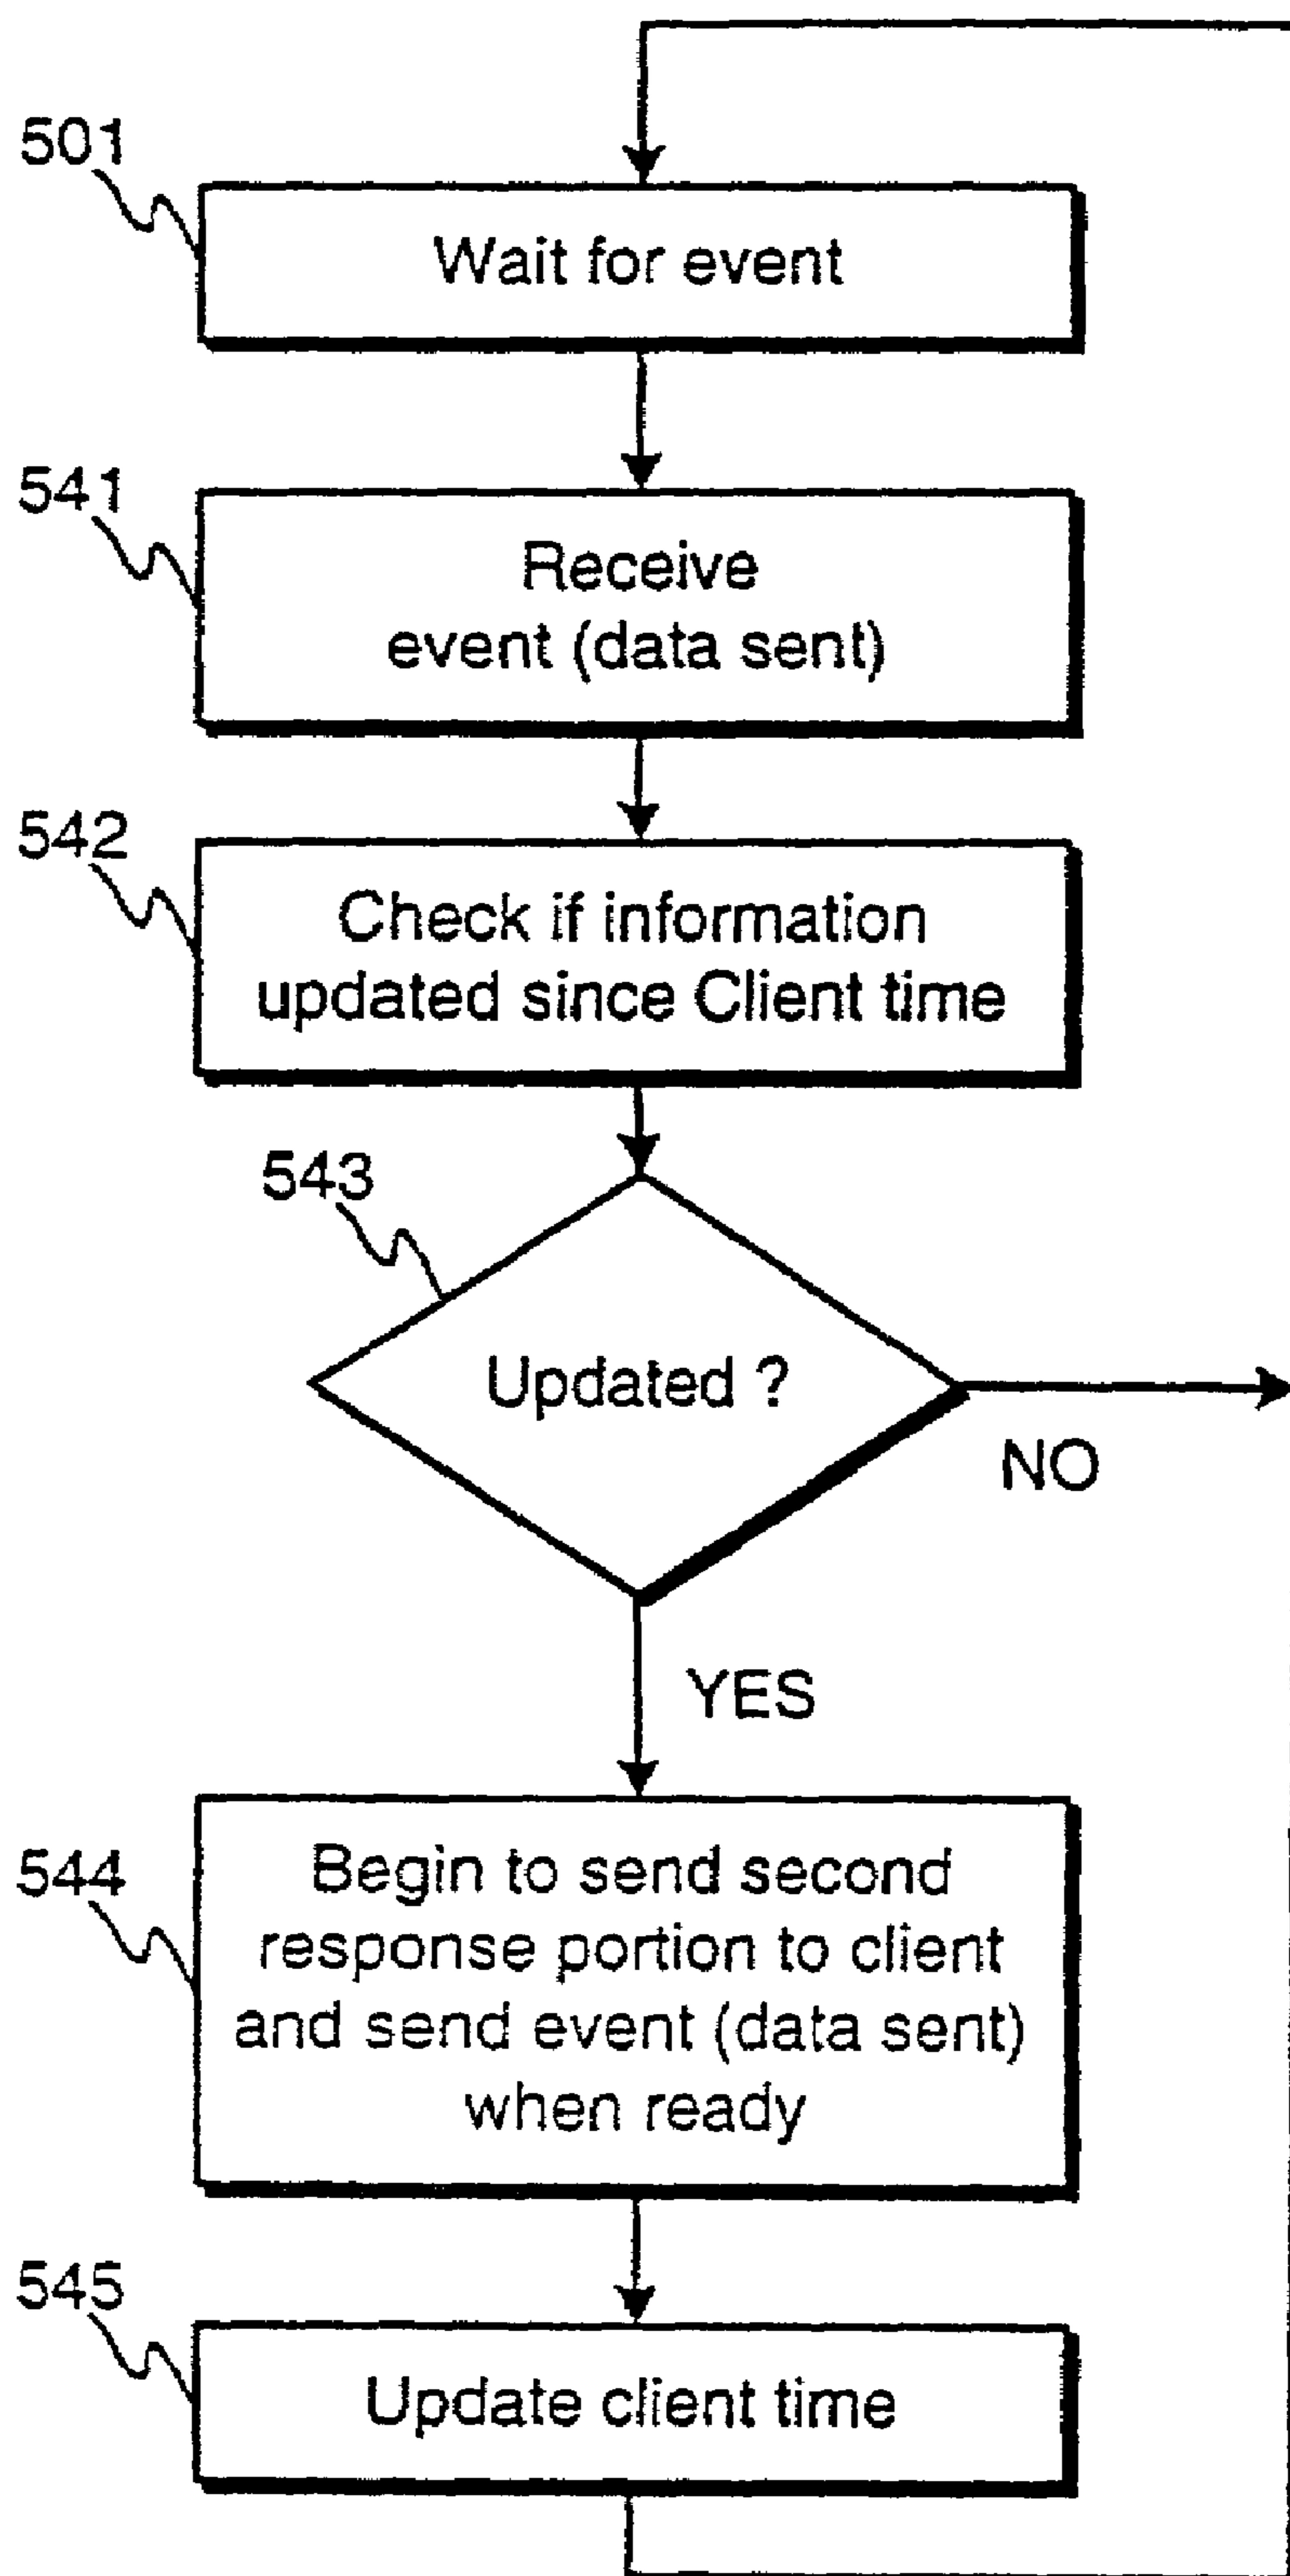 501
Wait for event
541
Receive
event (data sent)
542
Check if information
updated since Client time
543
Updated ?
NO
YES
544
Begin to send second
response portion to client
and send event (data sent)
when ready
545
Update client time